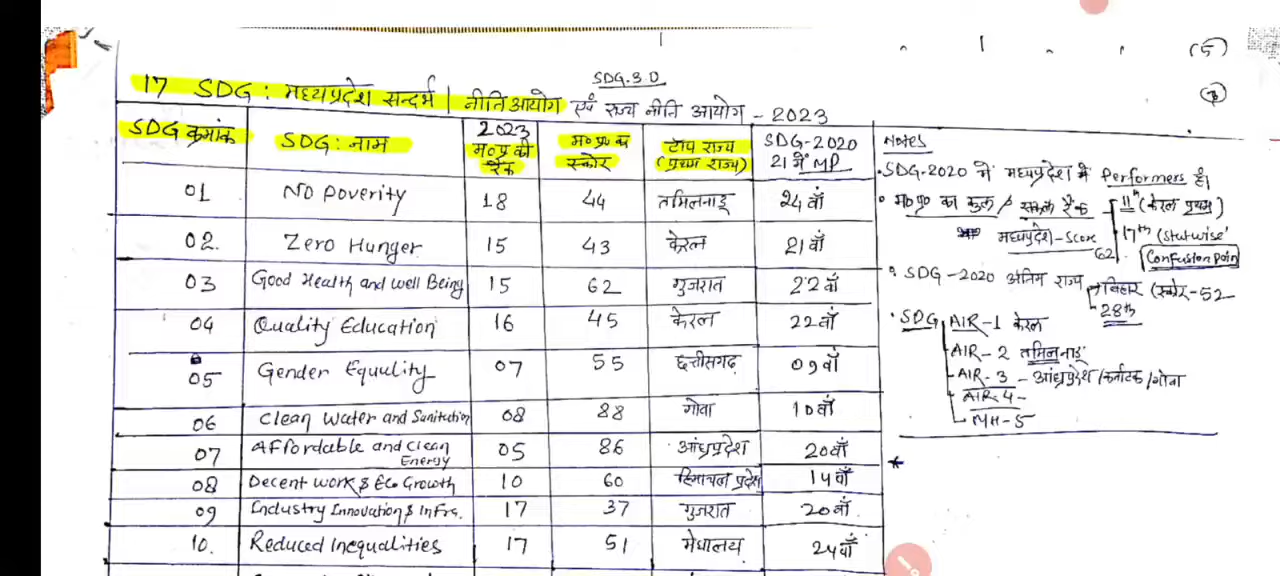 (5)
SDG.3.0
17 SDG: मध्यप्रदेश सन्दर्भ | नीति आयोग एवं राज्य नीति आयोग - 2023
SDG क्रमांक | SDG: नाम | 2023 म०प्र० की रैंक | म०प्र० का स्कोर | टॉप राज्य (प्रथम राज्य) | SDG-2020 21 में MP
01 | No Poverity | 18 | 44 | तमिलनाडू | 24वाँ
02. | Zero Hunger | 15 | 43 | केरल | 21वाँ
03 | Good Health and well Being | 15 | 62 | गुजरात | 22वाँ
04 | Quality Education | 16 | 45 | केरल | 22वाँ
05 | Gender Equulity | 07 | 55 | छत्तीसगढ़ | 09वाँ
06 | Clean Water and Sanitation | 08 | 88 | गोवा | 10वाँ
07 | Affordable and Clean Energy | 05 | 86 | आंध्रप्रदेश | 20वाँ
08 | Decent work & Eco Growth | 10 | 60 | हिमाचल प्रदेश | 14वाँ
09 | Industry Innovation & Infra. | 17 | 37 | गुजरात | 20वाँ
10. | Reduced Inequalities | 17 | 51 | मेघालय | 24वाँ
Notes
• SDG-2020 में मध्यप्रदेश में Performers है।
• म०प्र० का कुल / रैंक 11th (केरल प्रथम)
मध्यप्रदेश-Score 62 17th (Statwise)
Confusion Poin
• SDG-2020 अंतिम राज्य बिहार (स्कोर-52
28th
• SDG AIR-1 केरल
AIR-2 तमिलनाडू
AIR-3 - आंध्रप्रदेश/कर्नाटक/गोवा
AIR-4-
MH-5